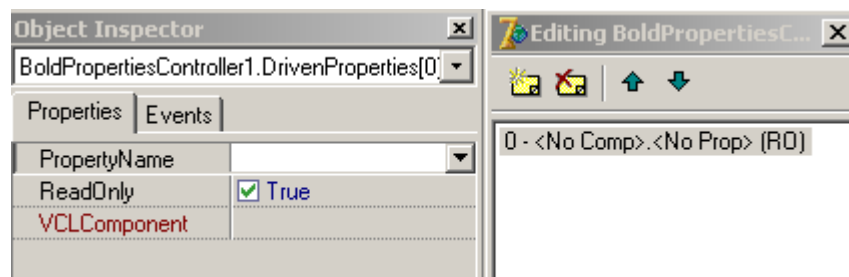 Object Inspector
BoldPropertiesController1.DrivenProperties[0]
Properties
Events
PropertyName
ReadOnly
True
VCLComponent
Editing BoldPropertiesC...
0 - <No Comp>.<No Prop> (RO)